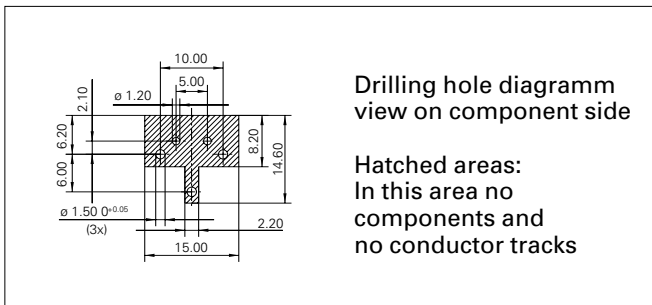 10.00
5.00
2.10
ø 1.20
6.20
8.20
14.60
6.00
ø 1.50 0+0.05
(3x)
2.20
15.00
Drilling hole diagramm
view on component side
Hatched areas:
In this area no
components and
no conductor tracks